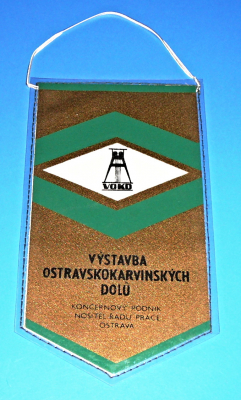 VOKD
VÝSTAVBA
OSTRAVSKOKARVINSKÝCH
DOLŮ
KONCERNOVÝ PODNIK
NOSITEL ŘÁDU PRÁCE
OSTRAVA